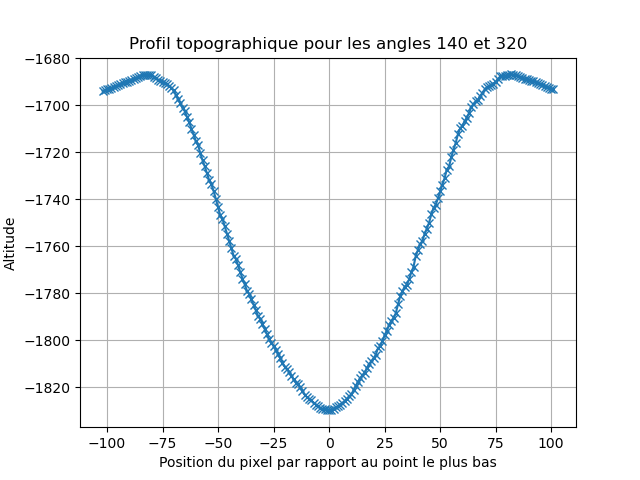 Profil topographique pour les angles 140 et 320
Altitude
−1680
−1700
−1720
−1740
−1760
−1780
−1800
−1820
−100 −75 −50 −25 0 25 50 75 100
Position du pixel par rapport au point le plus bas